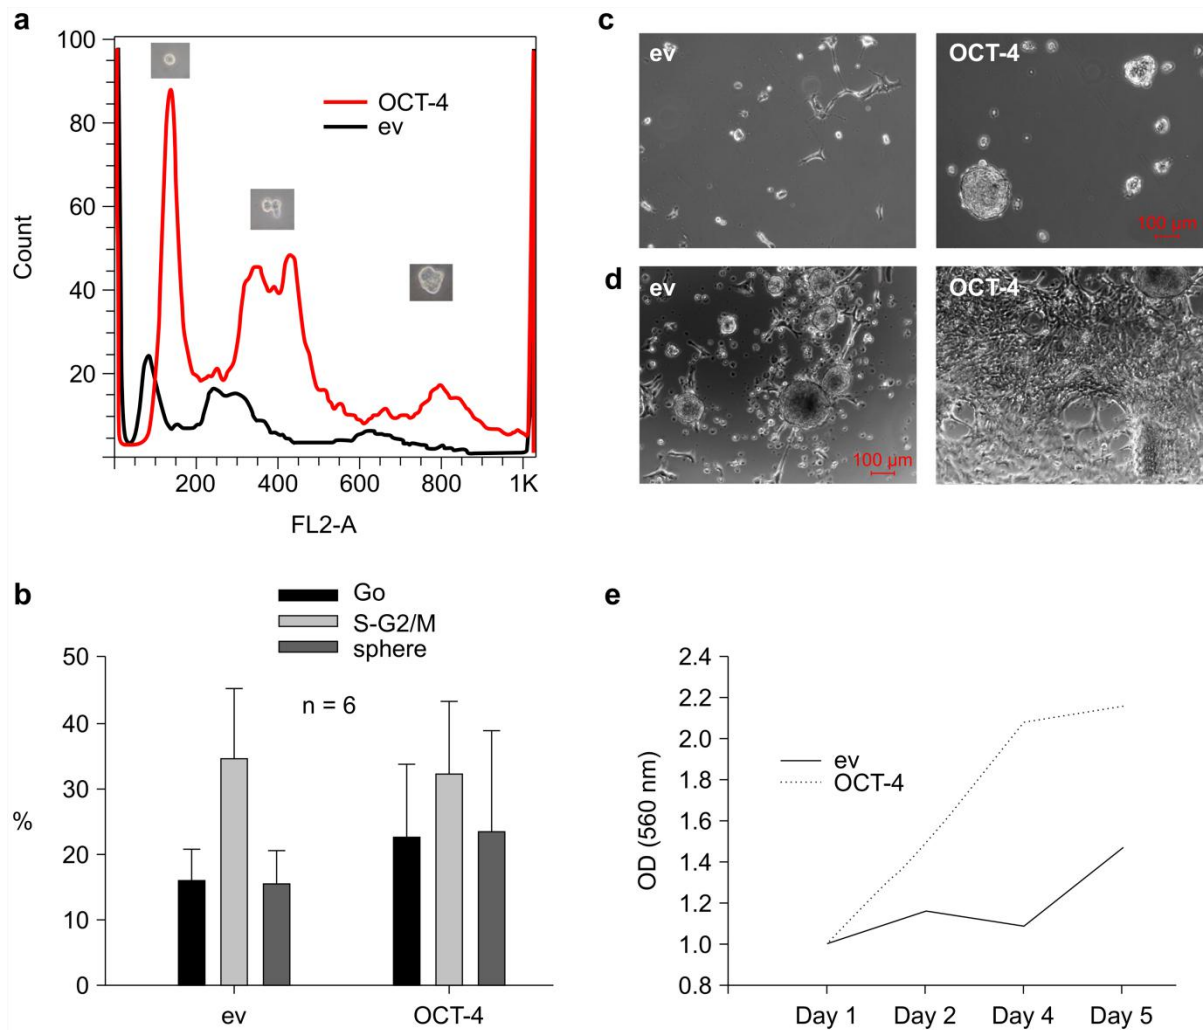 a
100
80
60
40
20
Count
OCT-4
ev
200
400
600
800
1K
FL2-A
c
ev
OCT-4
100 µm
d
ev
OCT-4
100 µm
b
Go
S-G2/M
sphere
n = 6
50
40
30
20
10
0
%
ev
OCT-4
e
2.4
2.2
2.0
1.8
1.6
1.4
1.2
1.0
0.8
OD (560 nm)
ev
OCT-4
Day 1
Day 2
Day 4
Day 5